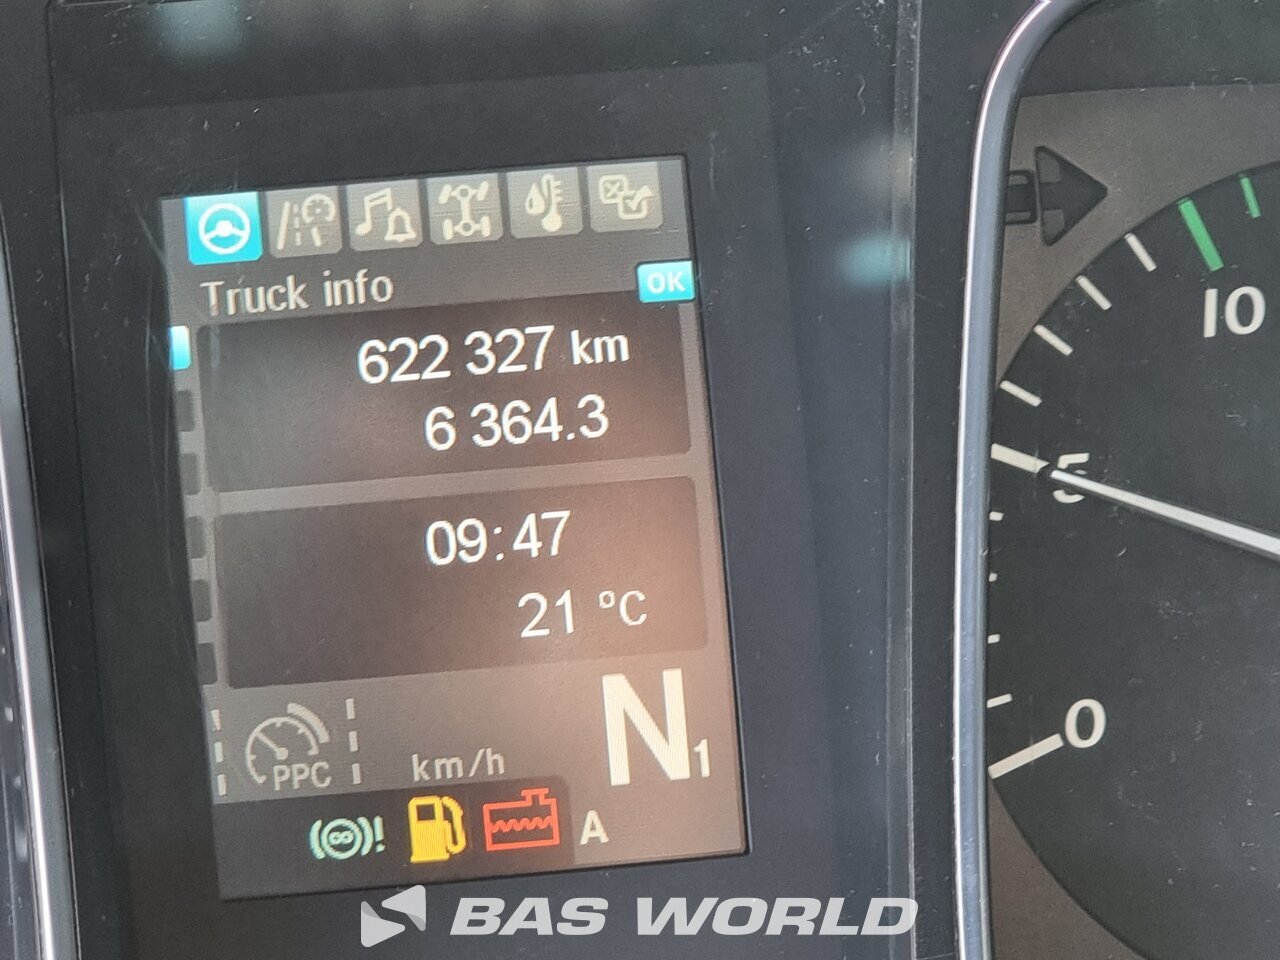 Truck info
OK
622 327 km
6 364.3
09:47
21 °C
PPC
km/h
N1
A
10
5
0
BAS WORLD